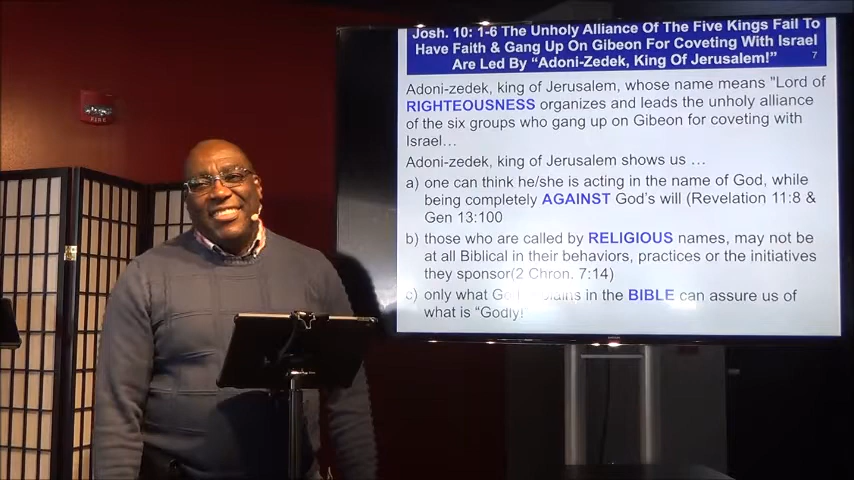 Josh. 10: 1-6 The Unholy Alliance Of The Five Kings Fail To
Have Faith & Gang Up On Gibeon For Coveting With Israel
Are Led By “Adoni-Zedek, King Of Jerusalem!”
7
Adoni-zedek, king of Jerusalem, whose name means "Lord of
RIGHTEOUSNESS organizes and leads the unholy alliance
of the six groups who gang up on Gibeon for coveting with
Israel…
Adoni-zedek, king of Jerusalem shows us …
a) one can think he/she is acting in the name of God, while
being completely AGAINST God's will (Revelation 11:8 &
Gen 13:100
b) those who are called by RELIGIOUS names, may not be
at all Biblical in their behaviors, practices or the initiatives
they sponsor(2 Chron. 7:14)
c) only what in the BIBLE can assure us of
what is “Godly!
FIRE